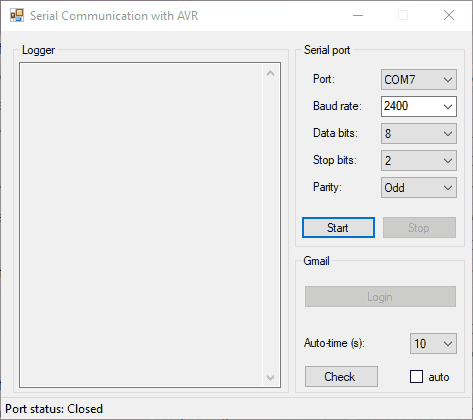 Serial Communication with AVR
Logger
Serial port
Port: COM7
Baud rate: 2400
Data bits: 8
Stop bits: 2
Parity: Odd
Start Stop
Gmail
Login
Auto-time (s): 10
Check auto
Port status: Closed